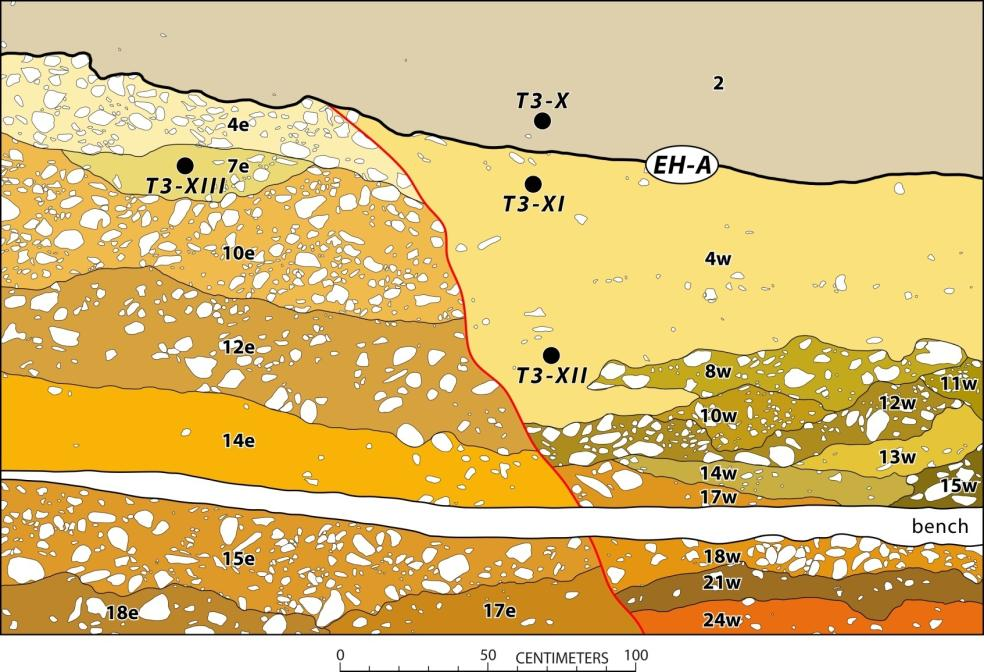 2
T3-X
4e
EH-A
7e
T3-XIII
T3-XI
10e
4w
12e
T3-XII
8w
11w
12w
10w
14e
13w
14w
15w
17w
bench
15e
18w
21w
18e
17e
24w
0 50 CENTIMETERS 100